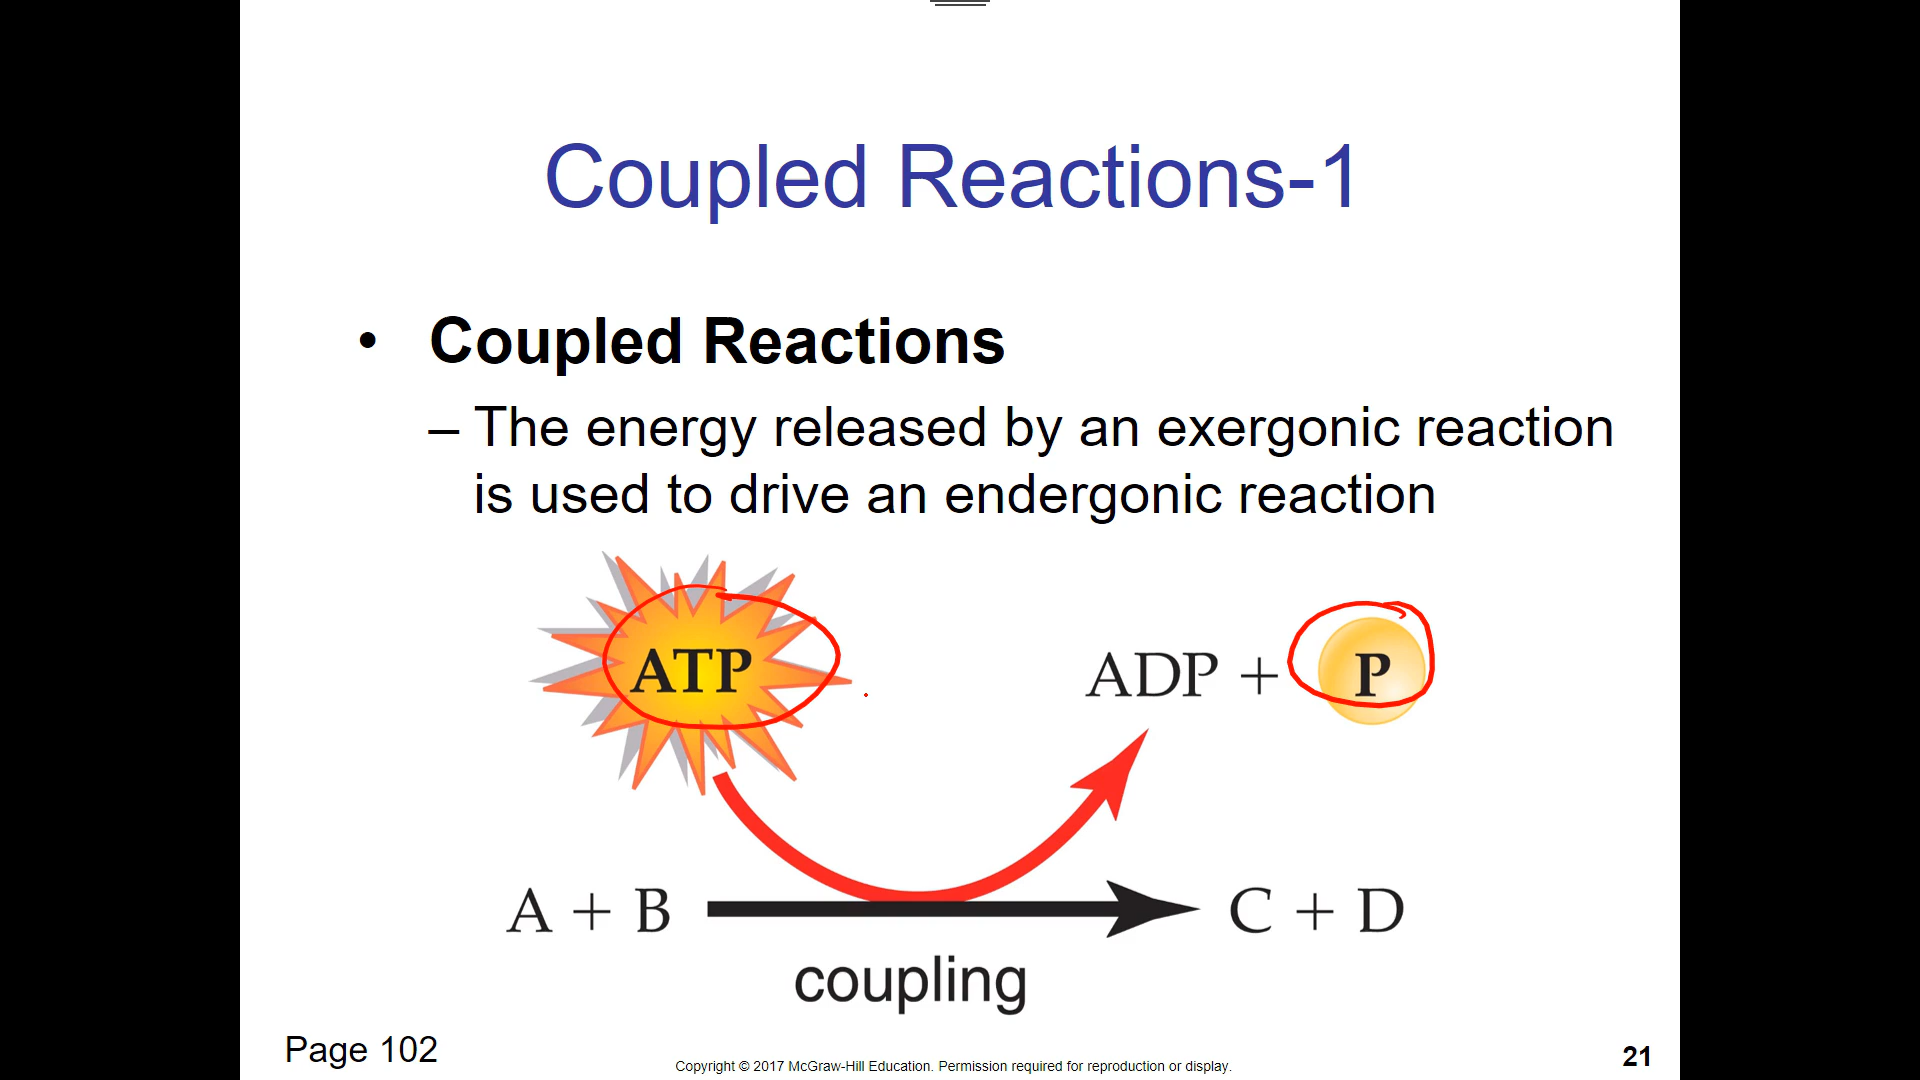 Coupled Reactions-1
• Coupled Reactions
– The energy released by an exergonic reaction
is used to drive an endergonic reaction
ATP
ADP + P
A + B
C + D
coupling
Page 102
Copyright © 2017 McGraw-Hill Education. Permission required for reproduction or display.
21